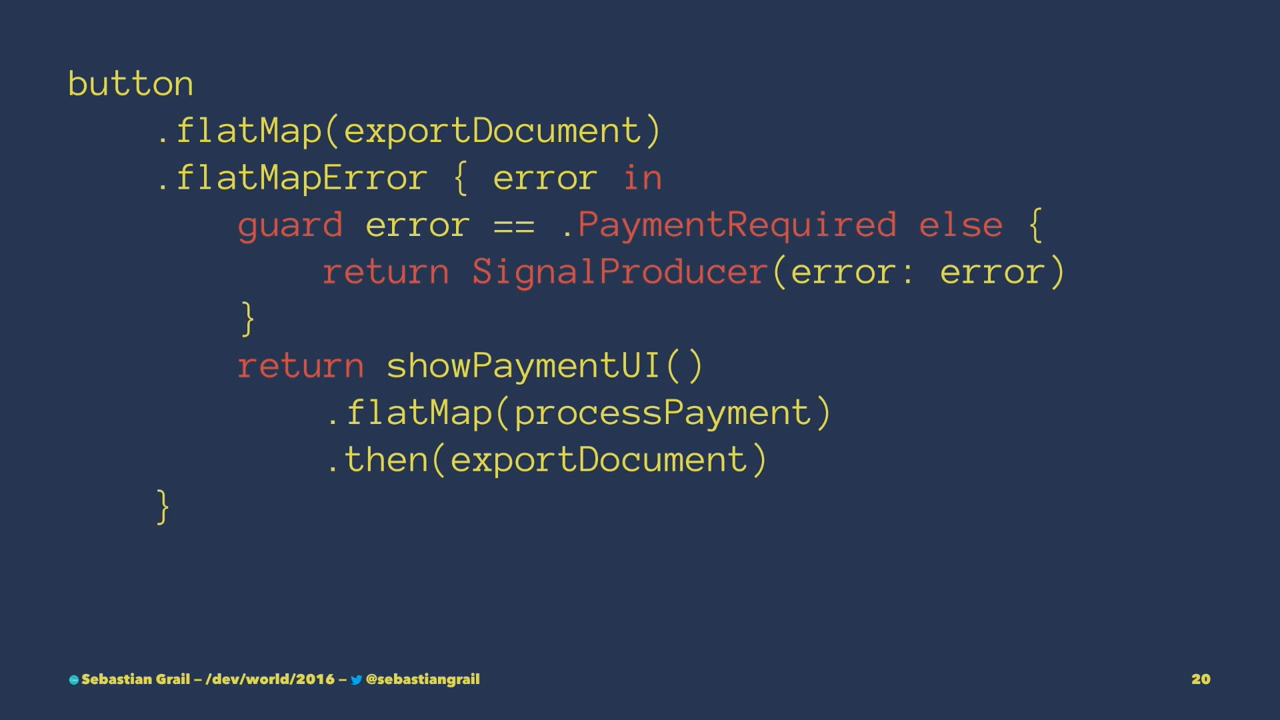 button
    .flatMap(exportDocument)
    .flatMapError { error in
        guard error == .PaymentRequired else {
            return SignalProducer(error: error)
        }
        return showPaymentUI()
            .flatMap(processPayment)
            .then(exportDocument)
    }
Sebastian Grail — /dev/world/2016 — @sebastiangrail
20